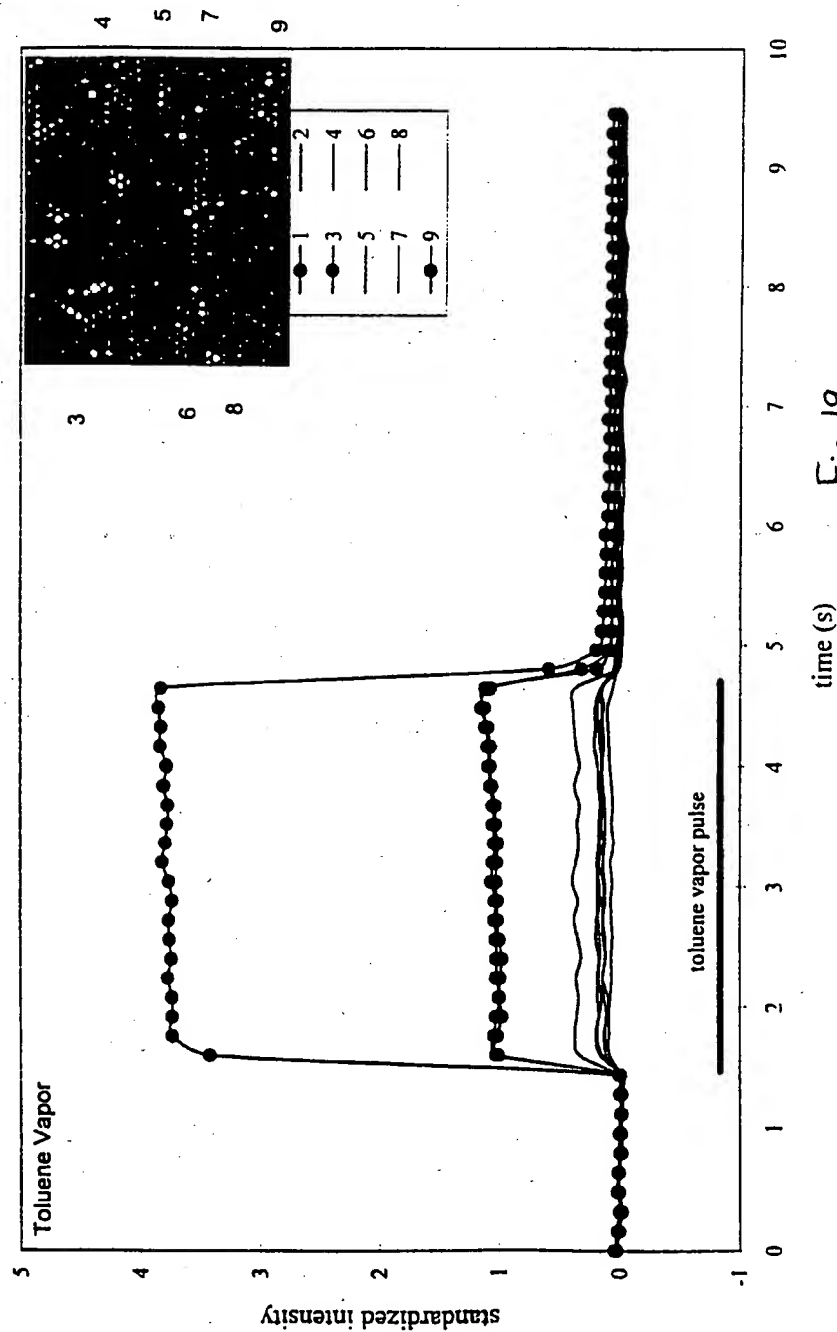 Toluene Vapor
4 5 7 9
3 6 8
1 2
3 4
5 6
7 8
9
standardized intensity
5
4
3
2
1
0
-1
toluene vapor pulse
0 1 2 3 4 5 6 7 8 9 10
time (s)